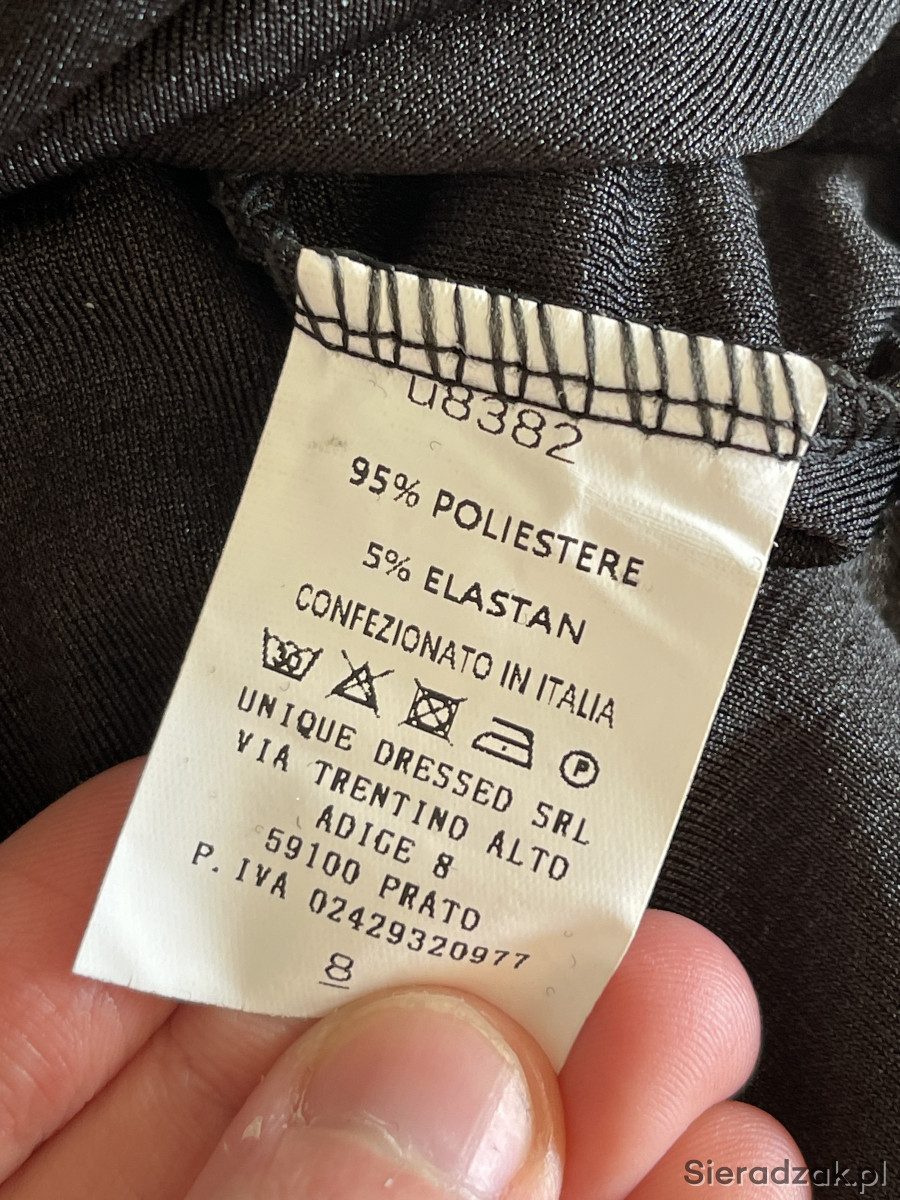 U8382
95% POLIESTERE
5% ELASTAN
CONFEZIONATO IN ITALIA
30 P
UNIQUE DRESSED SRL
VIA TRENTINO ALTO
ADIGE 8
59100 PRATO
P.IVA 02429320977
8
Sieradzak.pl